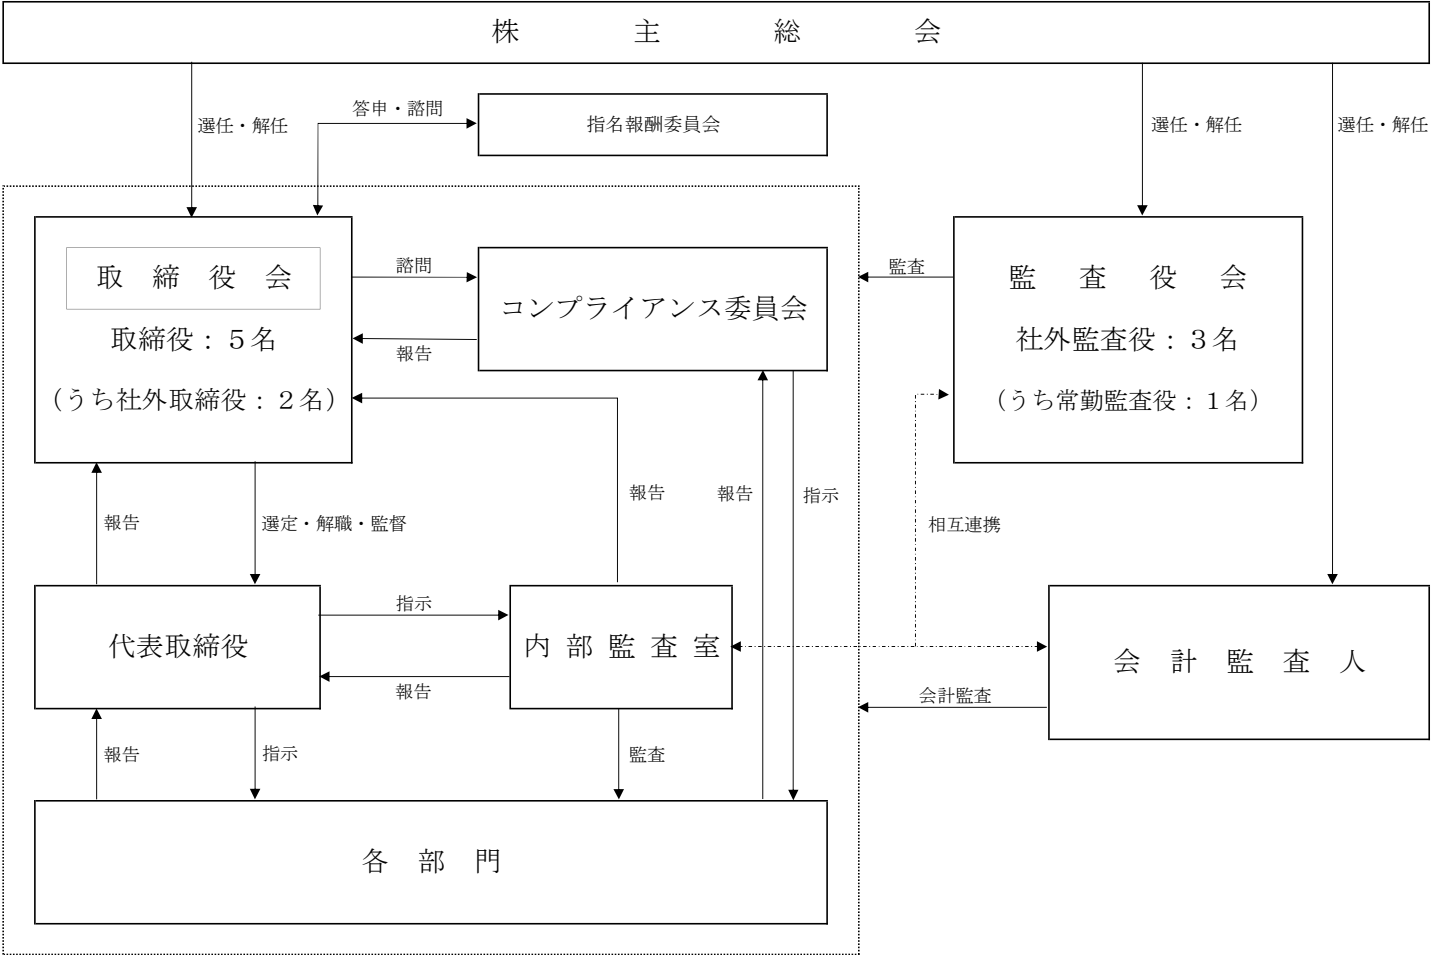 株主総会
選任・解任
答申・諮問
指名報酬委員会
選任・解任
選任・解任
取締役会
取締役：５名
（うち社外取締役：２名）
諮問
報告
コンプライアンス委員会
監査
監査役会
社外監査役：３名
（うち常勤監査役：１名）
報告
選定・解職・監督
報告
報告
指示
相互連携
代表取締役
指示
報告
内部監査室
会計監査人
会計監査
報告
指示
監査
各部門